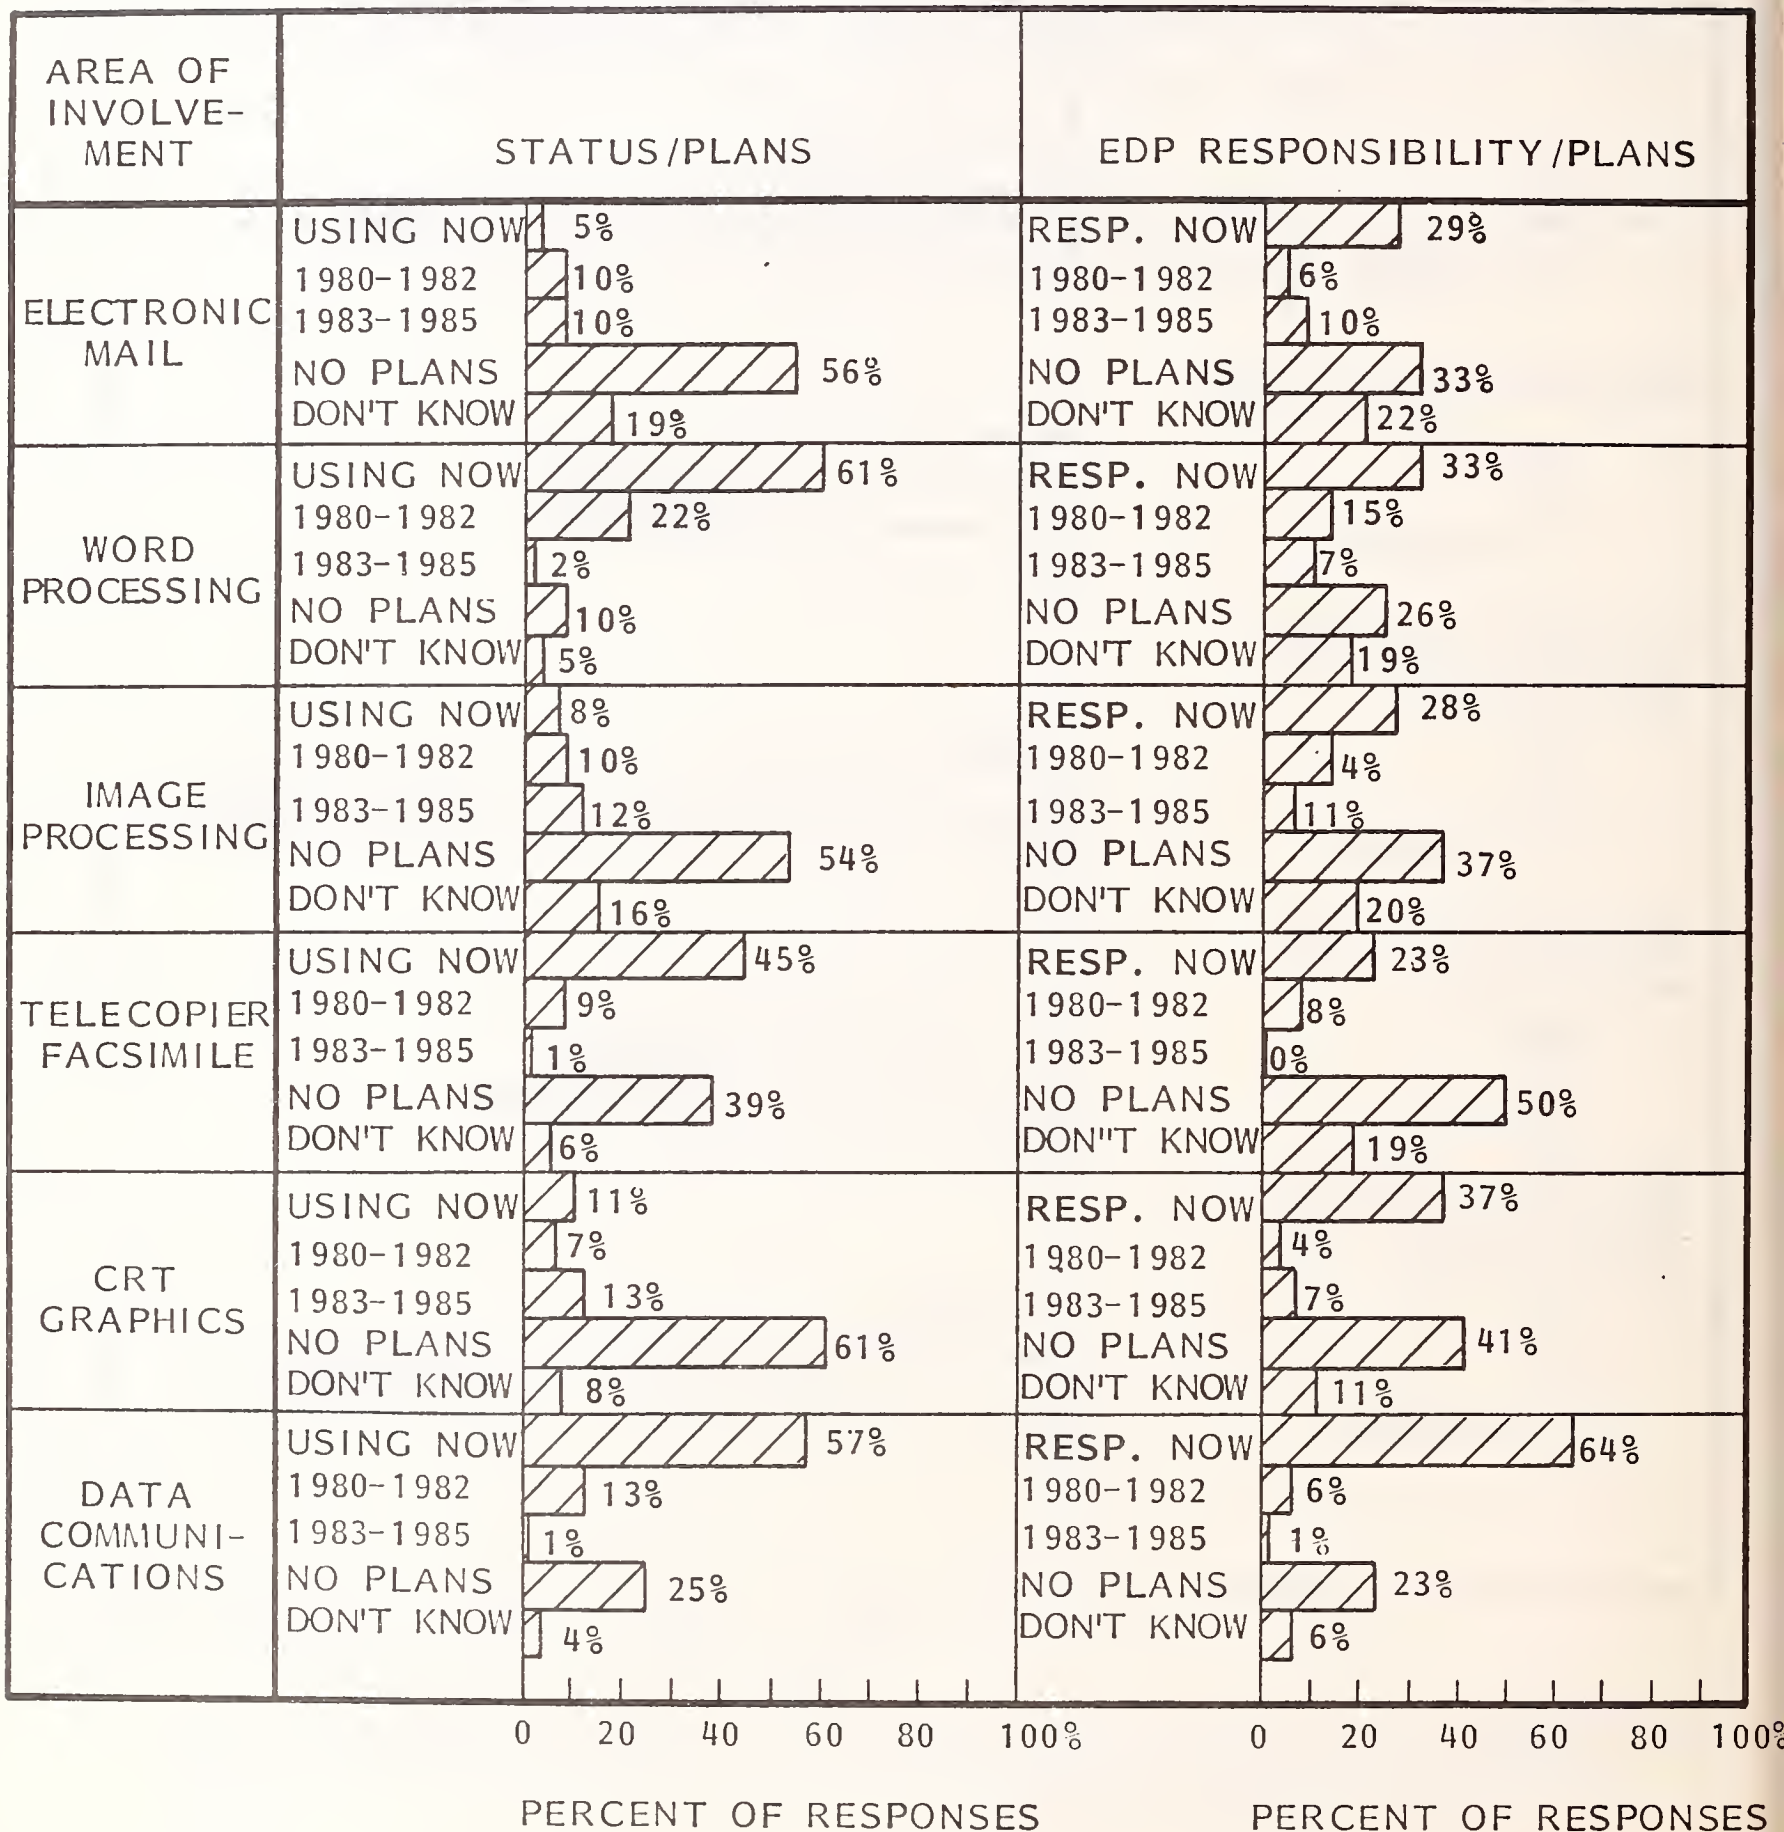 AREA OF
INVOLVE-
MENT
STATUS/PLANS
EDP RESPONSIBILITY/PLANS
ELECTRONIC
MAIL
USING NOW 5%
1980-1982 10%
1983-1985 10%
NO PLANS 56%
DON'T KNOW 19%
RESP. NOW 29%
1980-1982 6%
1983-1985 10%
NO PLANS 33%
DON'T KNOW 22%
WORD
PROCESSING
USING NOW 61%
1980-1982 22%
1983-1985 2%
NO PLANS 10%
DON'T KNOW 5%
RESP. NOW 33%
1980-1982 15%
1983-1985 7%
NO PLANS 26%
DON'T KNOW 19%
IMAGE
PROCESSING
USING NOW 8%
1980-1982 10%
1983-1985 12%
NO PLANS 54%
DON'T KNOW 16%
RESP. NOW 28%
1980-1982 4%
1983-1985 11%
NO PLANS 37%
DON'T KNOW 20%
TELECOPIER
FACSIMILE
USING NOW 45%
1980-1982 9%
1983-1985 1%
NO PLANS 39%
DON'T KNOW 6%
RESP. NOW 23%
1980-1982 8%
1983-1985 0%
NO PLANS 50%
DON"T KNOW 19%
CRT
GRAPHICS
USING NOW 11%
1980-1982 7%
1983-1985 13%
NO PLANS 61%
DON'T KNOW 8%
RESP. NOW 37%
1980-1982 4%
1983-1985 7%
NO PLANS 41%
DON'T KNOW 11%
DATA
COMMUNI-
CATIONS
USING NOW 57%
1980-1982 13%
1983-1985 1%
NO PLANS 25%
DON'T KNOW 4%
RESP. NOW 64%
1980-1982 6%
1983-1985 1%
NO PLANS 23%
DON'T KNOW 6%
0 20 40 60 80 100%
0 20 40 60 80 100%
PERCENT OF RESPONSES
PERCENT OF RESPONSES